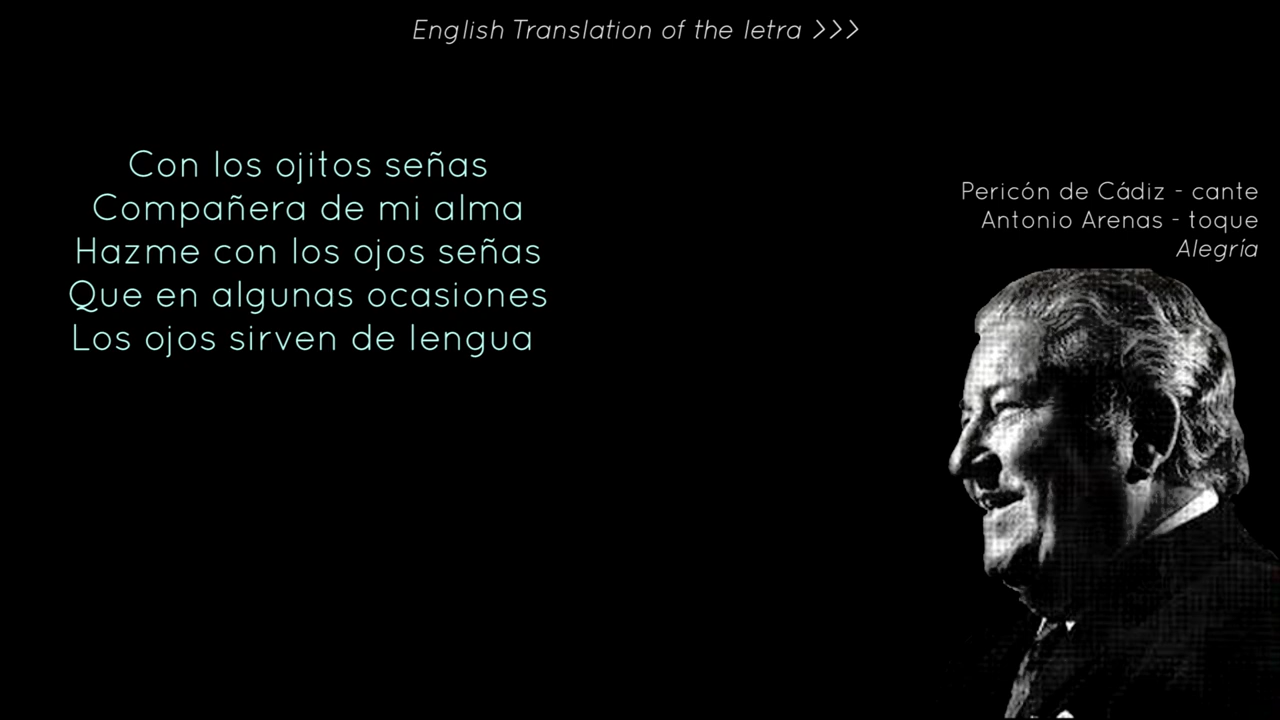 English Translation of the letra >>>
Con los ojitos señas
Compañera de mi alma
Hazme con los ojos señas
Que en algunas ocasiones
Los ojos sirven de lengua
Pericón de Cádiz - cante
Antonio Arenas - toque
Alegría